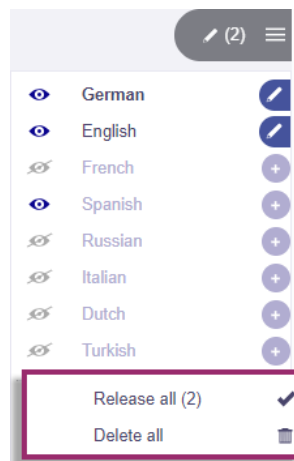 (2)
German
English
French
Spanish
Russian
Italian
Dutch
Turkish
Release all (2)
Delete all